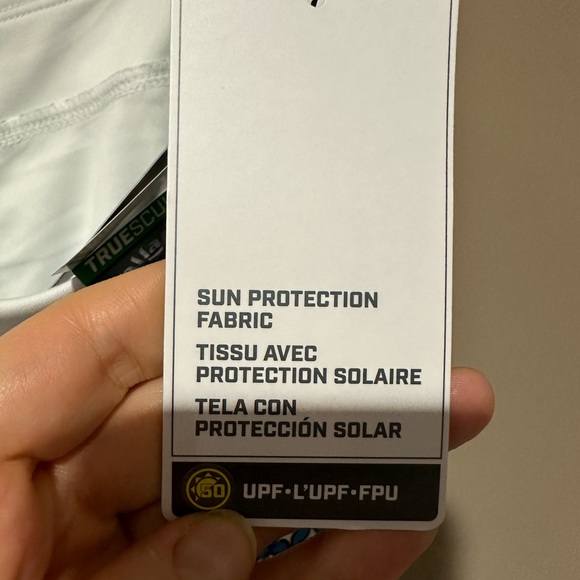 SUN PROTECTION
FABRIC
TISSU AVEC
PROTECTION SOLAIRE
TELA CON
PROTECCIÓN SOLAR
50 UPF•L'UPF•FPU